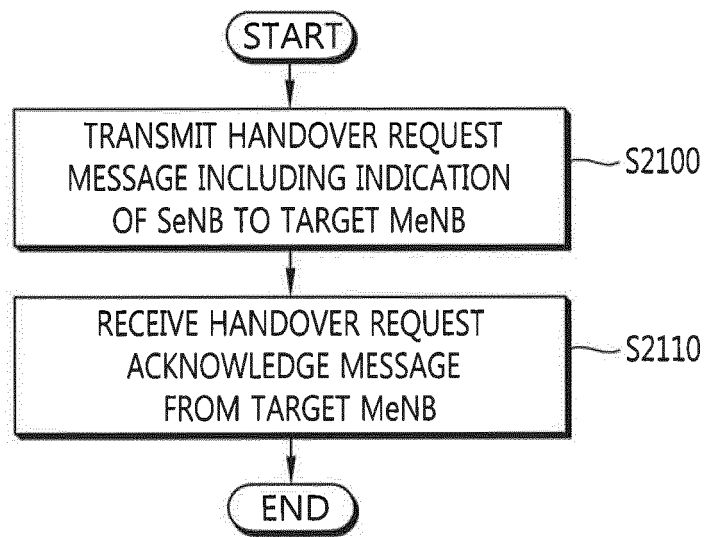 START
TRANSMIT HANDOVER REQUEST
MESSAGE INCLUDING INDICATION
OF SeNB TO TARGET MeNB
S2100
RECEIVE HANDOVER REQUEST
ACKNOWLEDGE MESSAGE
FROM TARGET MeNB
S2110
END